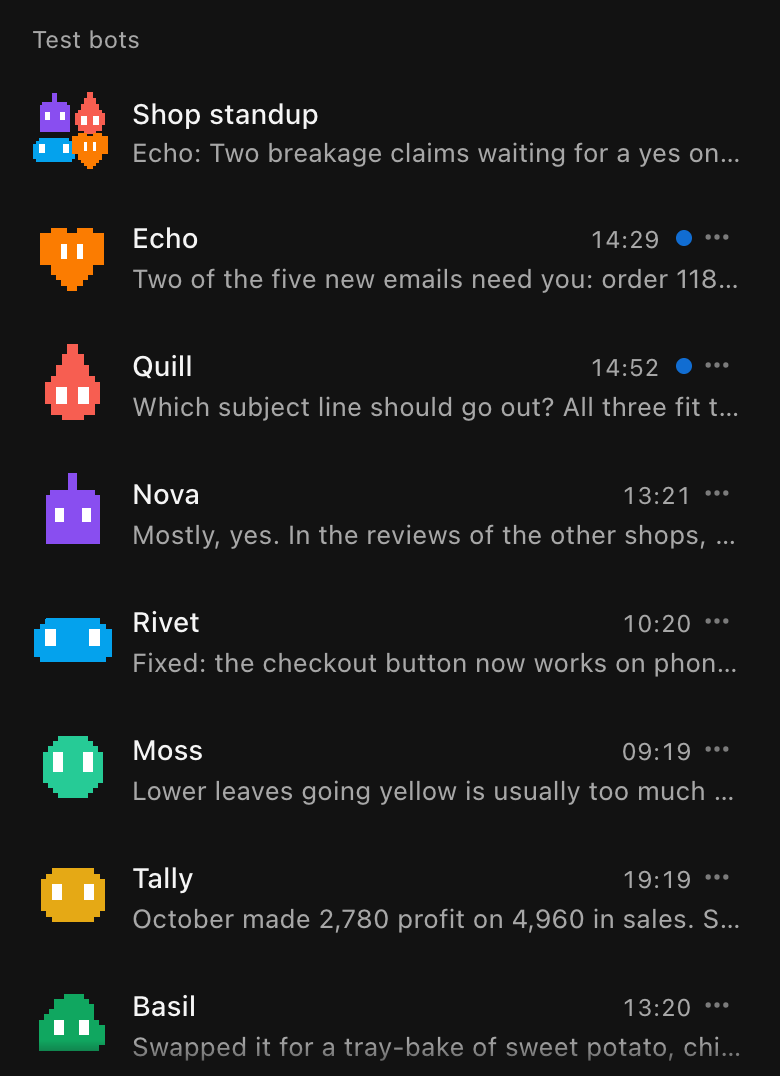 Test bots
Shop standup
Echo: Two breakage claims waiting for a yes on...
Echo 14:29 •••
Two of the five new emails need you: order 118...
Quill 14:52 •••
Which subject line should go out? All three fit t...
Nova 13:21 •••
Mostly, yes. In the reviews of the other shops, ...
Rivet 10:20 •••
Fixed: the checkout button now works on phon...
Moss 09:19 •••
Lower leaves going yellow is usually too much ...
Tally 19:19 •••
October made 2,780 profit on 4,960 in sales. S...
Basil 13:20 •••
Swapped it for a tray-bake of sweet potato, chi...